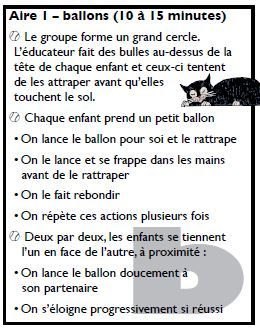 Aire 1 – ballons (10 à 15 minutes)
Le groupe forme un grand cercle.
L'éducateur fait des bulles au-dessus de la
tête de chaque enfant et ceux-ci tentent
de les attraper avant qu'elles
touchent le sol.
Chaque enfant prend un petit ballon
• On lance le ballon pour soi et le rattrape
• On le lance et se frappe dans les mains
avant de le rattraper
• On le fait rebondir
• On répète ces actions plusieurs fois
Deux par deux, les enfants se tiennent
l'un en face de l'autre, à proximité :
• On lance le ballon doucement à
son partenaire
• On s'éloigne progressivement si réussi
b